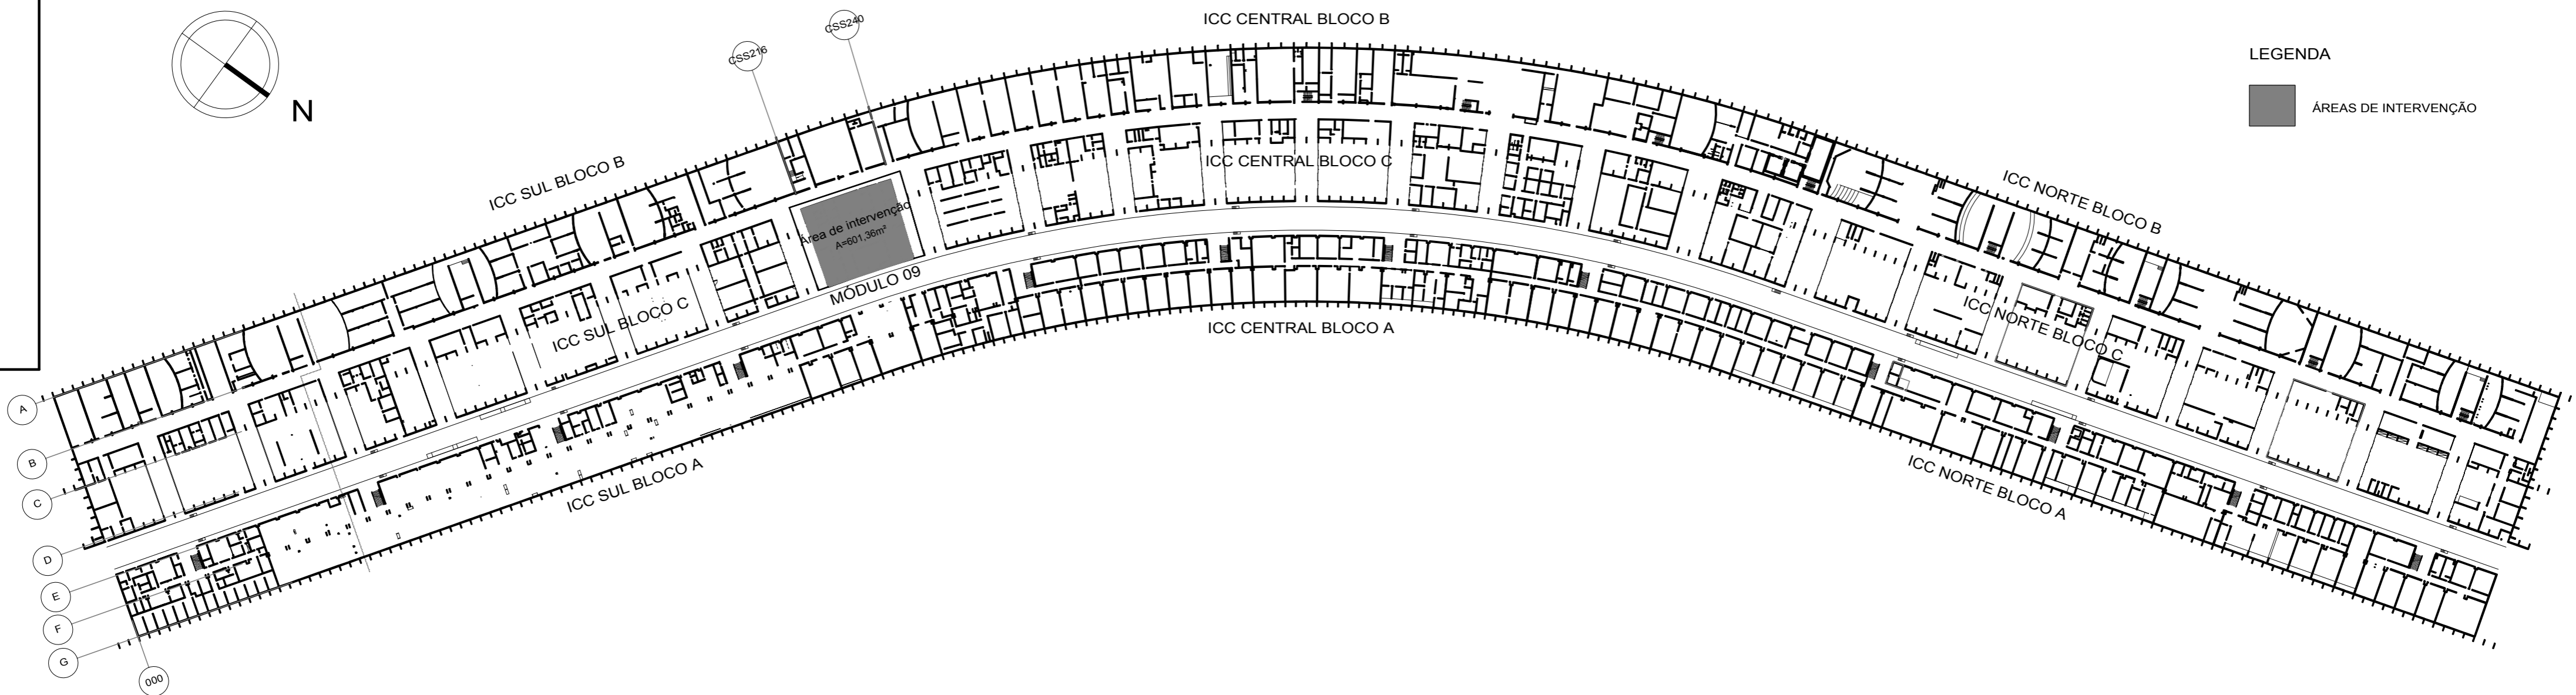 ICC CENTRAL BLOCO B
CSS240
CSS216
LEGENDA
ÁREAS DE INTERVENÇÃO
N
ICC SUL BLOCO B
ICC CENTRAL BLOCO C
ICC NORTE BLOCO B
Área de intervenção
A=601,36m²
MÓDULO 09
ICC SUL BLOCO C
ICC NORTE BLOCO C
ICC CENTRAL BLOCO A
ICC SUL BLOCO A
ICC NORTE BLOCO A
A
B
C
D
E
F
G
000